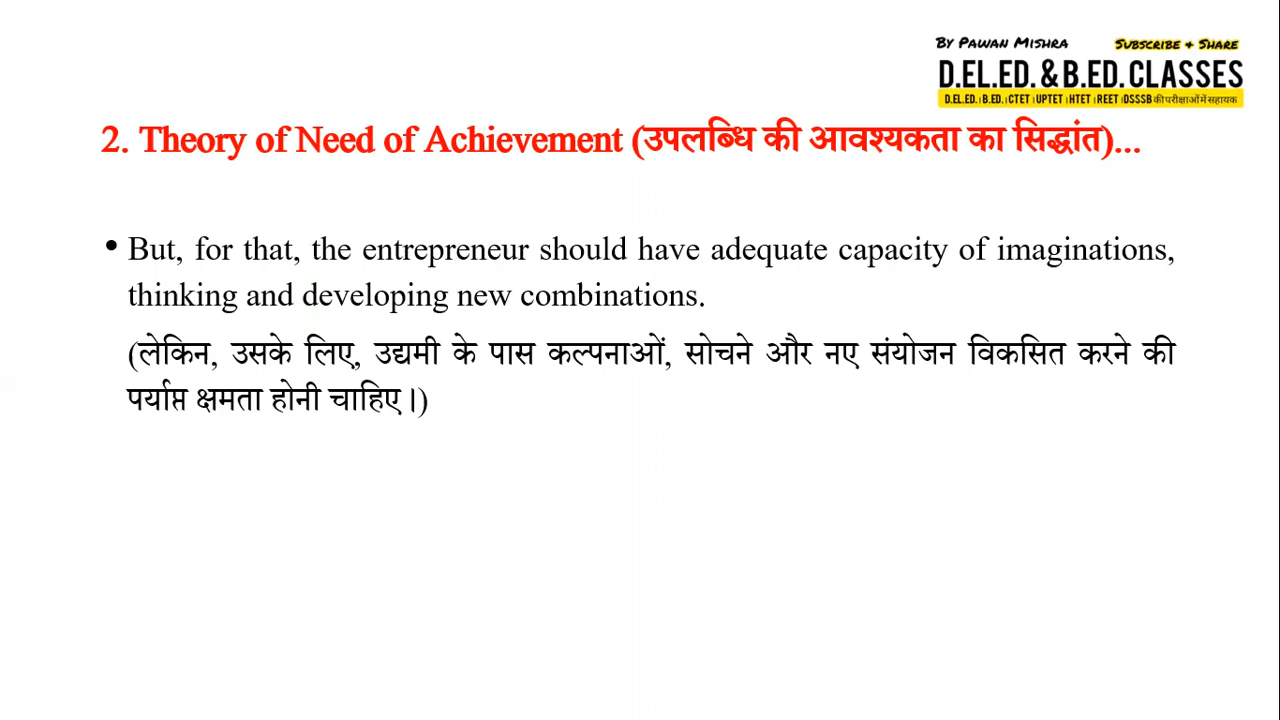 By Pawan Mishra Subscribe & Share
D.EL.ED. & B.ED. CLASSES
D.EL.ED. I B.ED. I CTET I UPTET I HTET I REET I DSSSB की परीक्षाओं में सहायक
2. Theory of Need of Achievement (उपलब्धि की आवश्यकता का सिद्धांत)...
• But, for that, the entrepreneur should have adequate capacity of imaginations,
thinking and developing new combinations.
(लेकिन, उसके लिए, उद्यमी के पास कल्पनाओं, सोचने और नए संयोजन विकसित करने की
पर्याप्त क्षमता होनी चाहिए।)